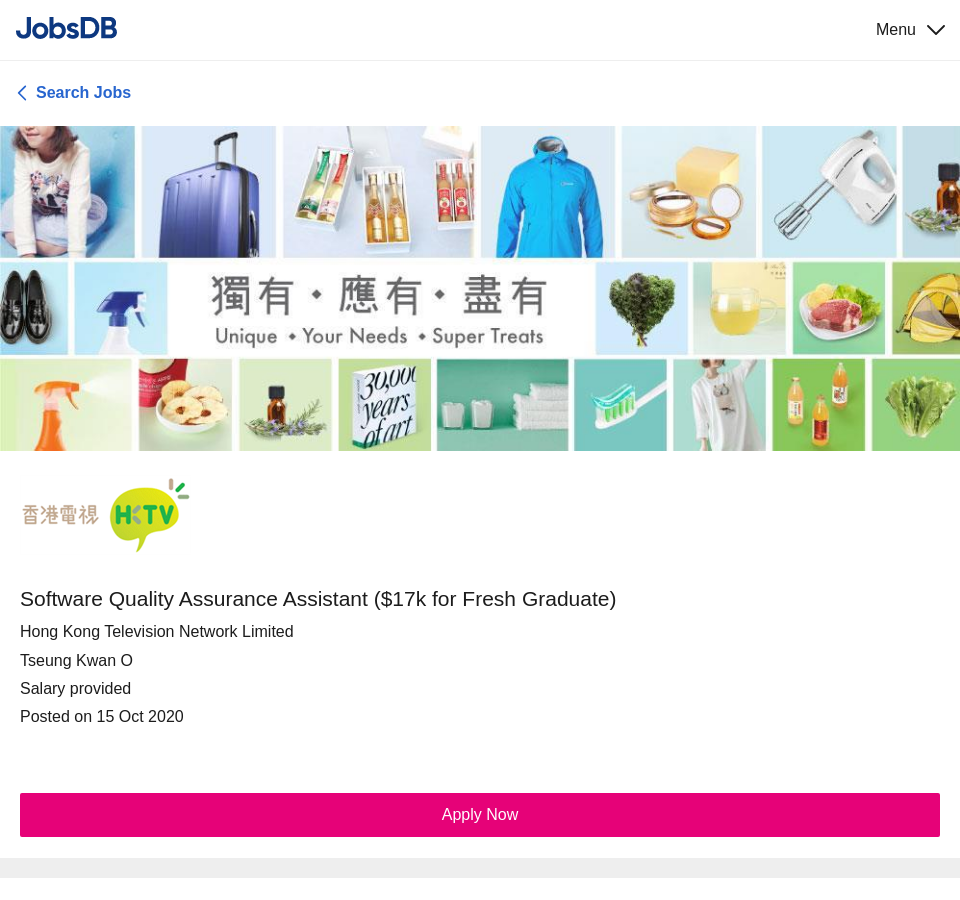 JobsDB
Menu
Search Jobs
獨有・應有・盡有
Unique • Your Needs • Super Treats
30,000
years
of art
香港電視 HKTV
Software Quality Assurance Assistant ($17k for Fresh Graduate)
Hong Kong Television Network Limited
Tseung Kwan O
Salary provided
Posted on 15 Oct 2020
Apply Now